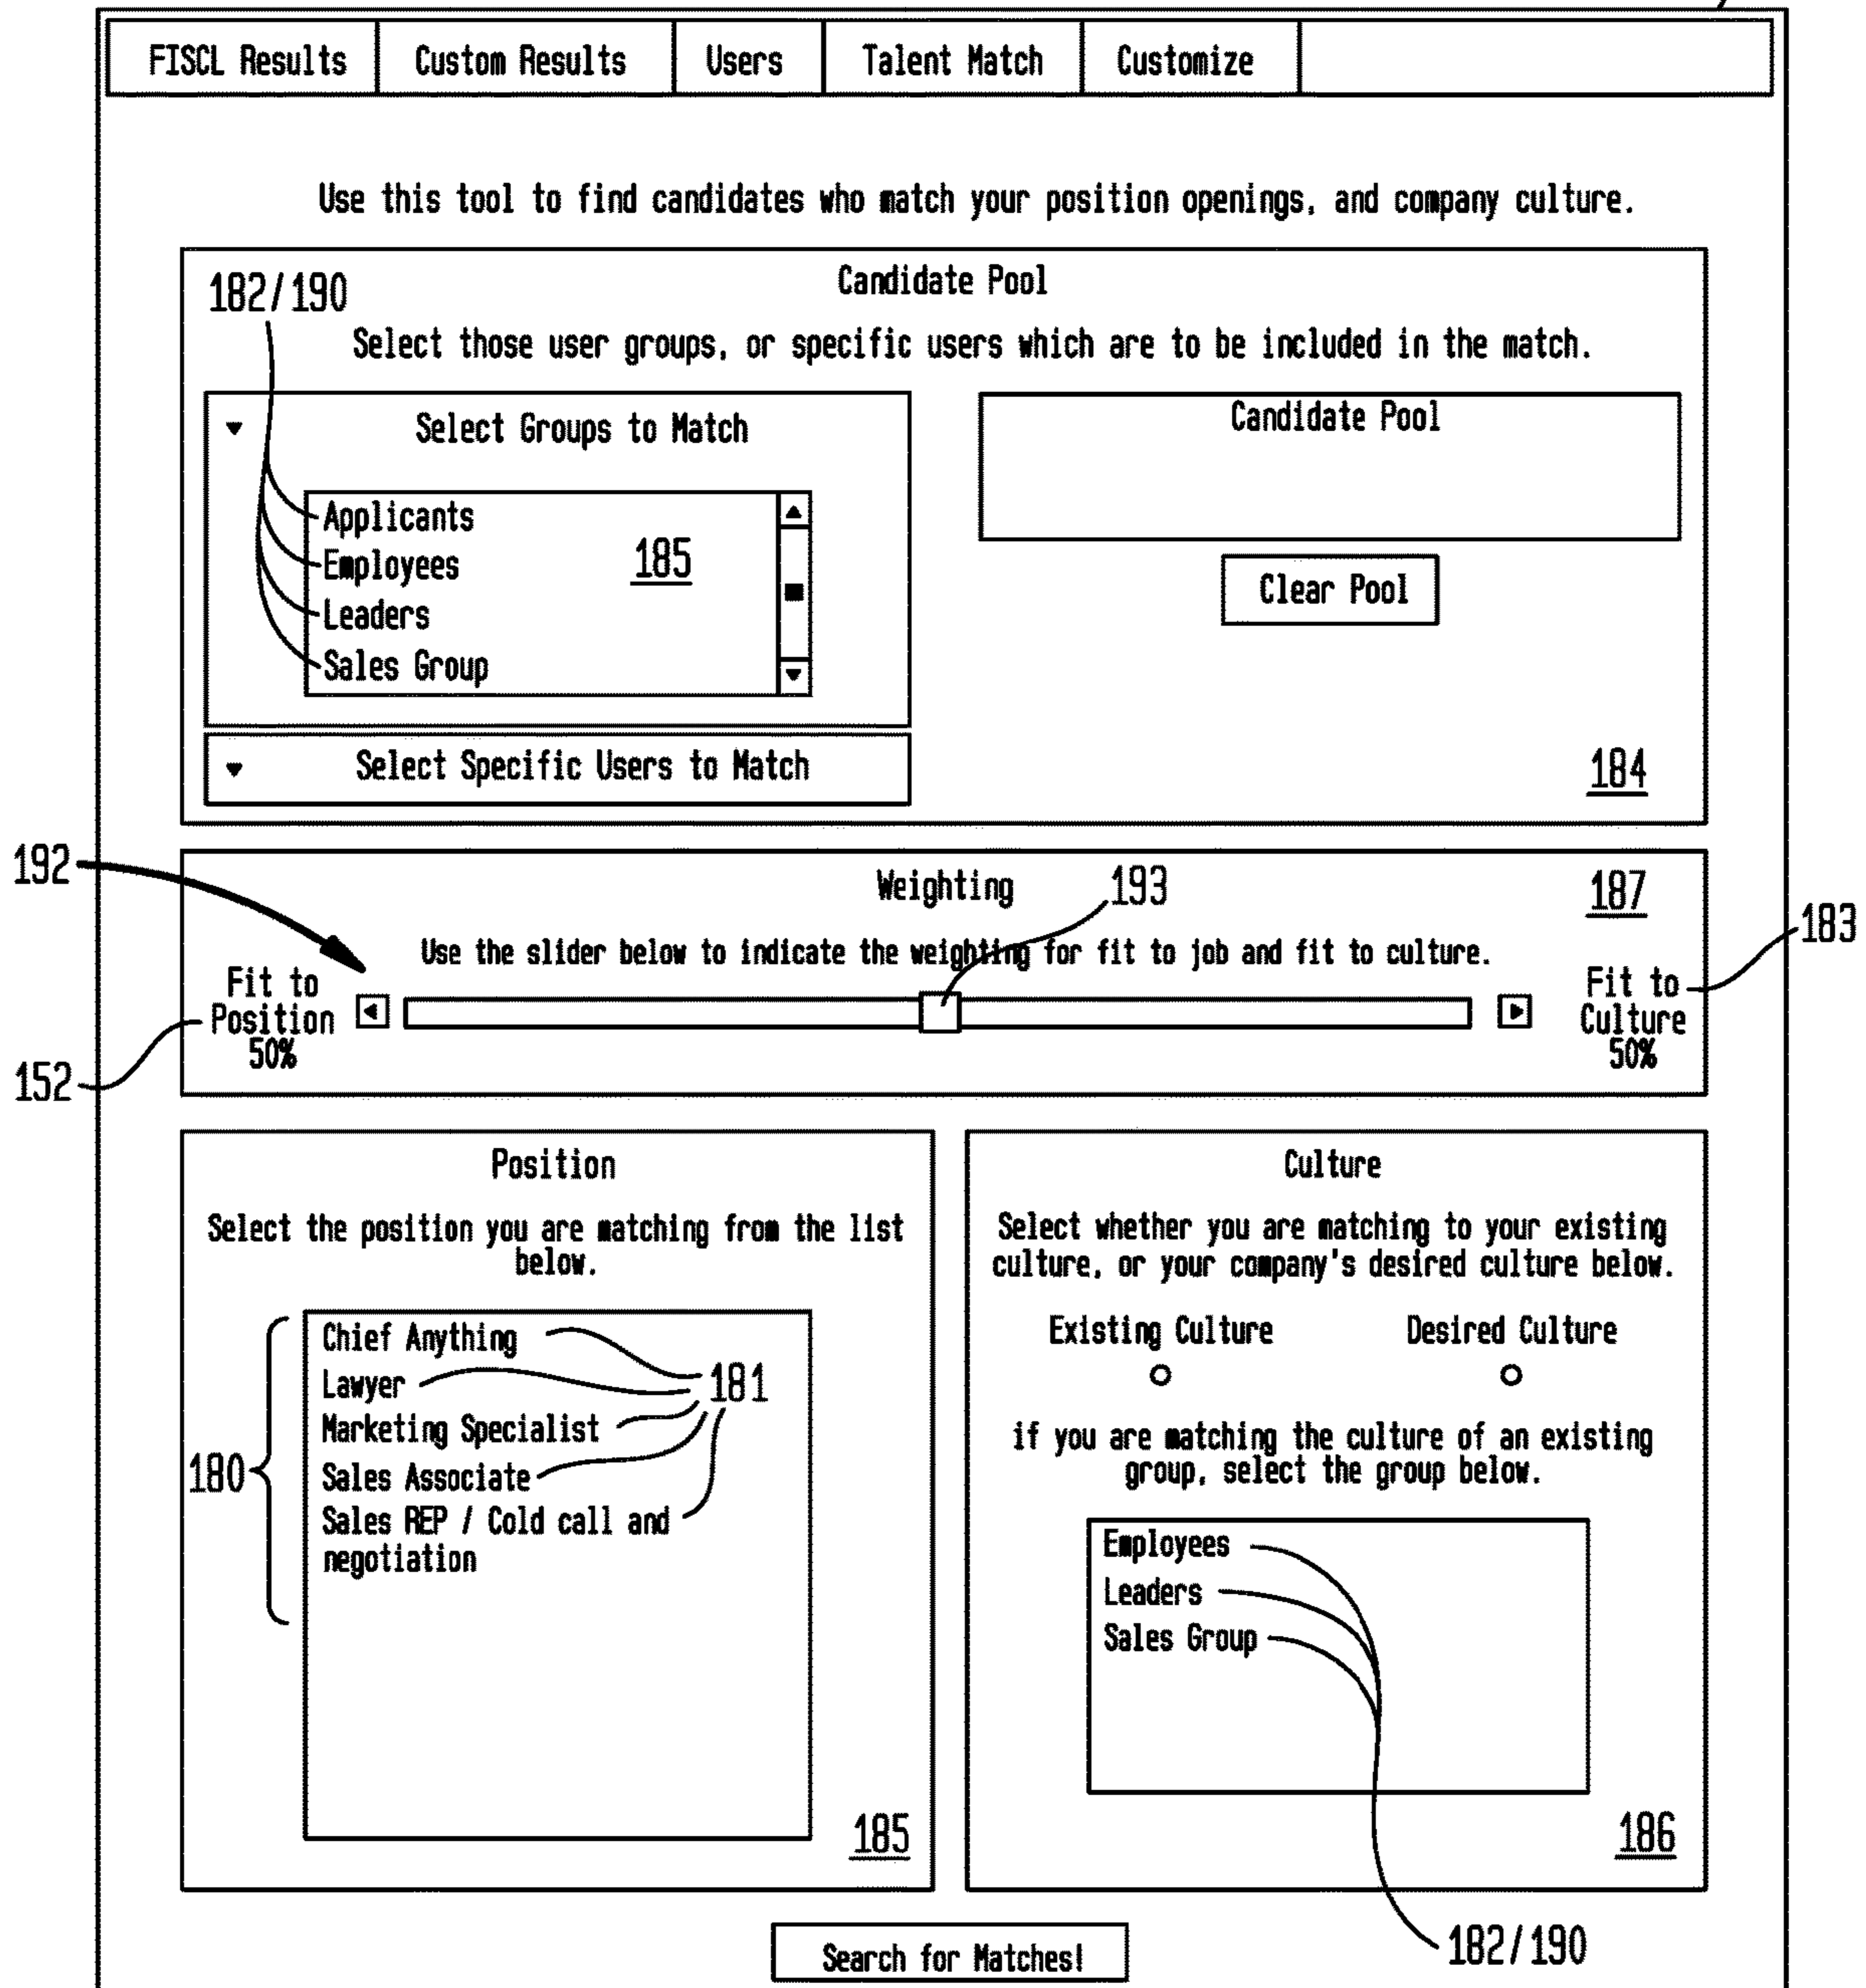 FISCL Results Custom Results Users Talent Match Customize
Use this tool to find candidates who match your position openings, and company culture.
182/190
Candidate Pool
Select those user groups, or specific users which are to be included in the match.
Select Groups to Match
Applicants
Employees
Leaders
Sales Group
185
Candidate Pool
Clear Pool
Select Specific Users to Match
184
192
Weighting
193
187
183
Use the slider below to indicate the weighting for fit to job and fit to culture.
Fit to
Position
50%
Fit to
Culture
50%
152
Position
Select the position you are matching from the list
below.
Chief Anything
Lawyer
Marketing Specialist
Sales Associate
Sales REP / Cold call and
negotiation
181
180
185
Culture
Select whether you are matching to your existing
culture, or your company's desired culture below.
Existing Culture Desired Culture
if you are matching the culture of an existing
group, select the group below.
Employees
Leaders
Sales Group
186
182/190
Search for Matches!